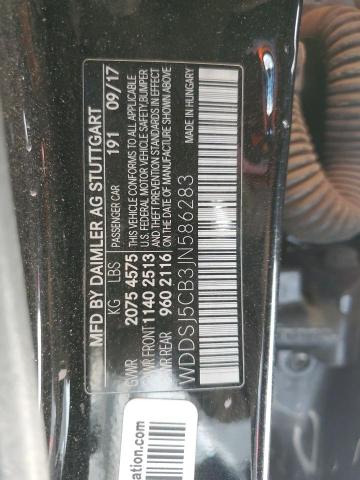 MFD BY DAIMLER AG STUTTGART
191 09/17
KG LBS PASSENGER CAR
GVWR 2075 4575 THIS VEHICLE CONFORMS TO ALL APPLICABLE
GAWR FRONT 1140 2513 U.S. FEDERAL MOTOR VEHICLE SAFETY, BUMPER
AND THEFT PREVENTION STANDARDS IN EFFECT
GAWR REAR 960 2116 ON THE DATE OF MANUFACTURE SHOWN ABOVE
MADE IN HUNGARY
WDDSJ5CB3JN586283
ation.com